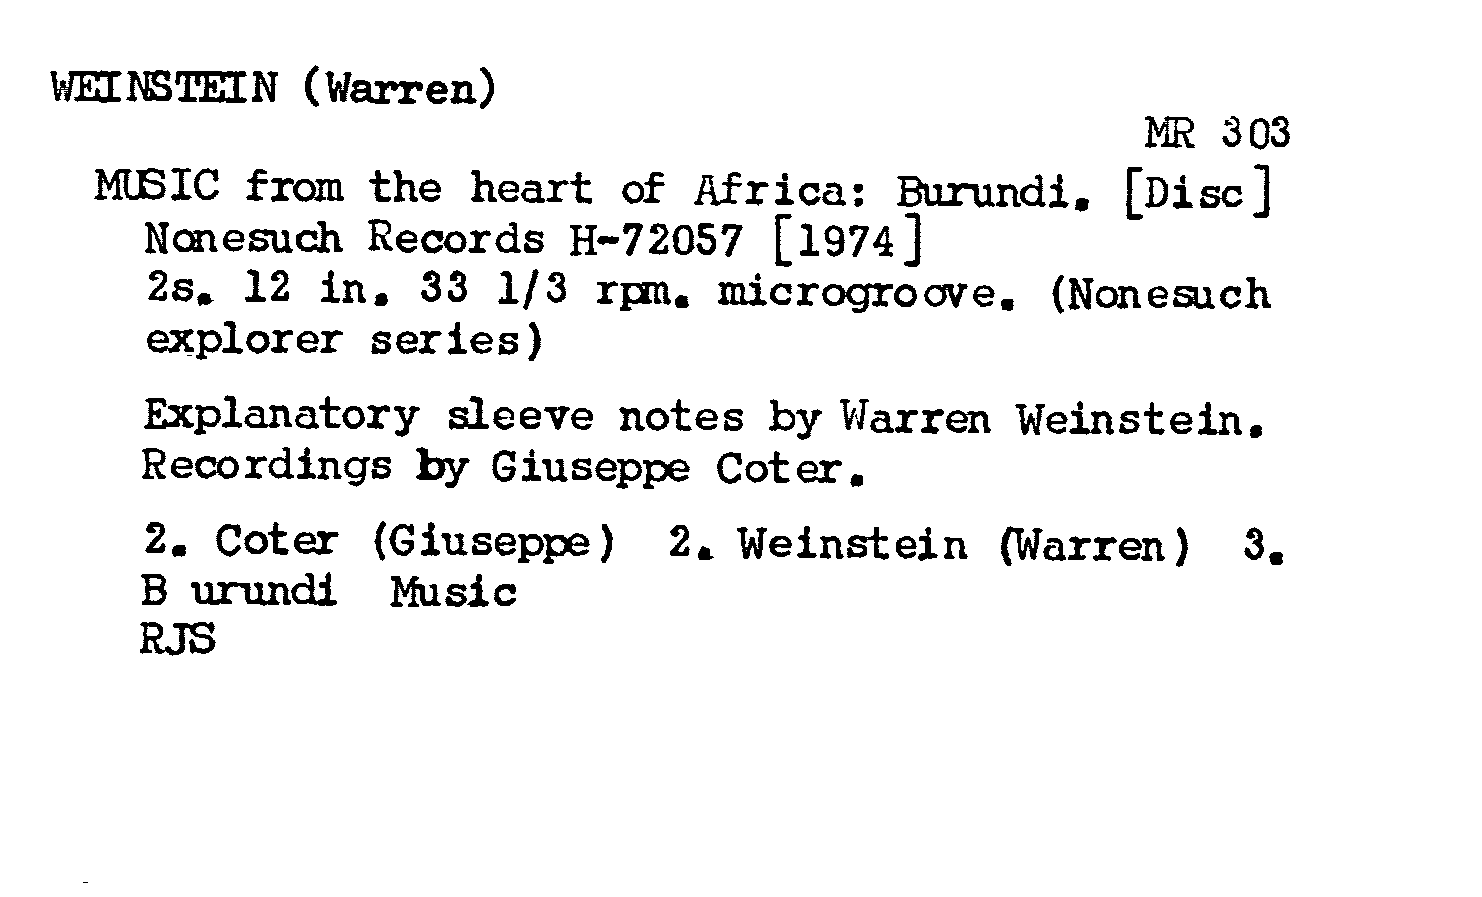 WEINSTEIN (Warren)
MR 303
MUSIC from the heart of Africa: Burundi. [Disc]
Nonesuch Records H-72057 [1974]
2s. 12 in. 33 1/3 rpm. microgroove. (Nonesuch
explorer series)
Explanatory sleeve notes by Warren Weinstein.
Recordings by Giuseppe Coter.
2. Coter (Giuseppe) 2. Weinstein (Warren) 3.
B urundi Music
RJS